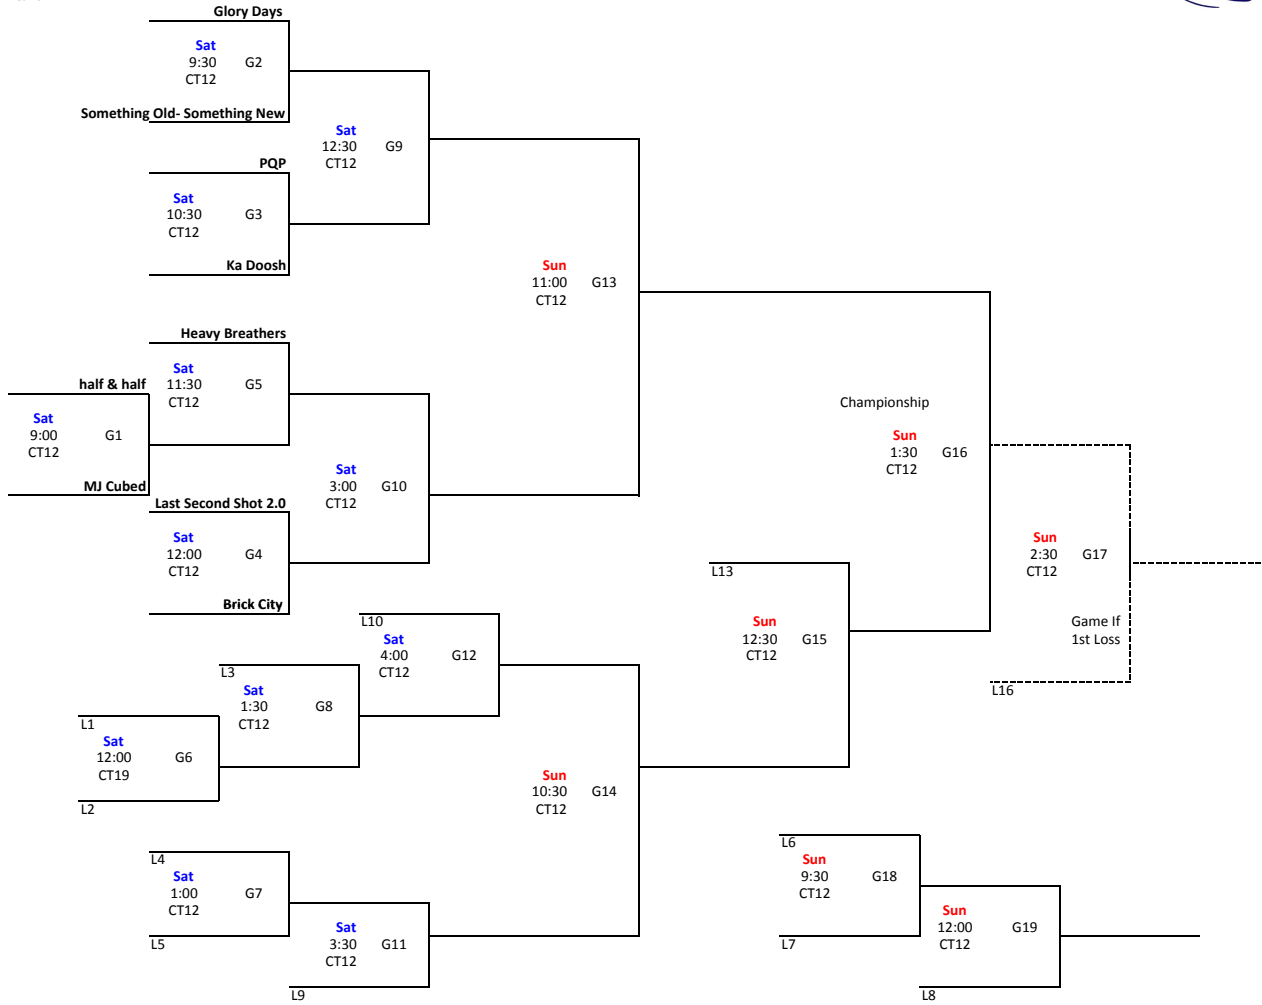 Glory Days
Sat
9:30 G2
CT12
Something Old- Something New
Sat
12:30 G9
CT12
PQP
Sat
10:30 G3
CT12
Ka Doosh
Sun
11:00 G13
CT12
Heavy Breathers
Sat
11:30 G5
CT12
half & half
Sat
9:00 G1
CT12
MJ Cubed
Championship
Sun
1:30 G16
CT12
Sat
3:00 G10
CT12
Last Second Shot 2.0
Sat
12:00 G4
CT12
Brick City
Sun
2:30 G17
CT12
Game If
1st Loss
L16
L13
Sun
12:30 G15
CT12
L10
Sat
4:00 G12
CT12
L3
Sat
1:30 G8
CT12
L1
Sat
12:00 G6
CT19
L2
Sun
10:30 G14
CT12
L4
Sat
1:00 G7
CT12
L5
Sat
3:30 G11
CT12
L9
L6
Sun
9:30 G18
CT12
L7
Sun
12:00 G19
CT12
L8